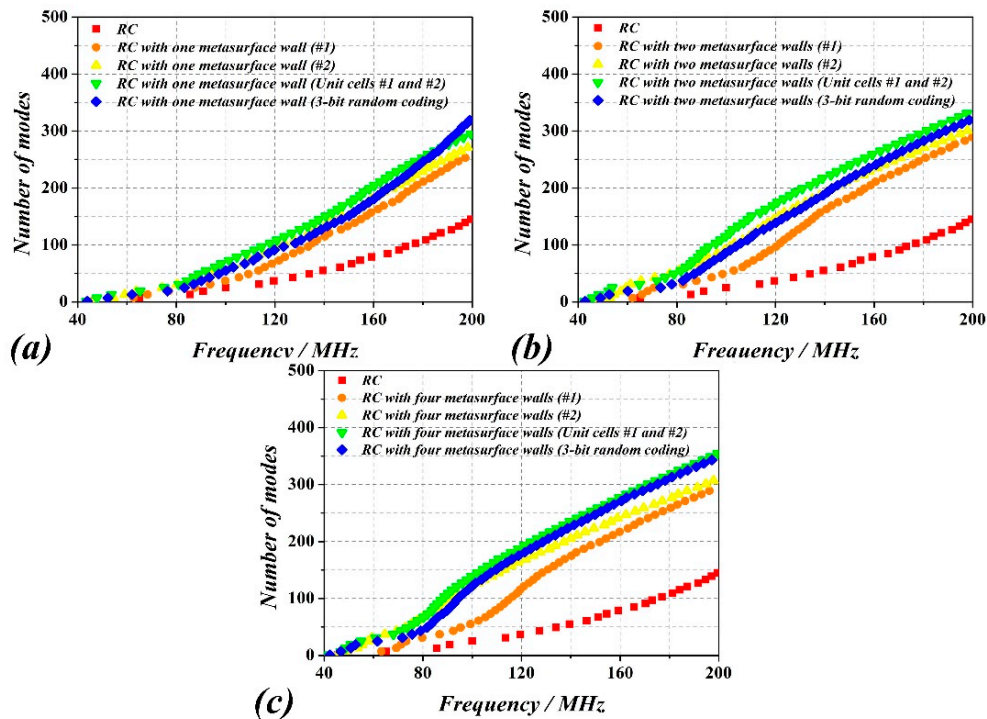 Number of modes
500
400
300
200
100
0
RC
RC with one metasurface wall (#1)
RC with one metasurface wall (#2)
RC with one metasurface wall (Unit cells #1 and #2)
RC with one metasurface wall (3-bit random coding)
40 80 120 160 200
(a)
Frequency / MHz
Number of modes
500
400
300
200
100
0
RC
RC with two metasurface walls (#1)
RC with two metasurface walls (#2)
RC with two metasurface walls (Unit cells #1 and #2)
RC with two metasurface walls (3-bit random coding)
40 80 120 160 200
(b)
Frequency / MHz
Number of modes
500
400
300
200
100
0
RC
RC with four metasurface walls (#1)
RC with four metasurface walls (#2)
RC with four metasurface walls (Unit cells #1 and #2)
RC with four metasurface walls (3-bit random coding)
40 80 120 160 200
(c)
Frequency / MHz